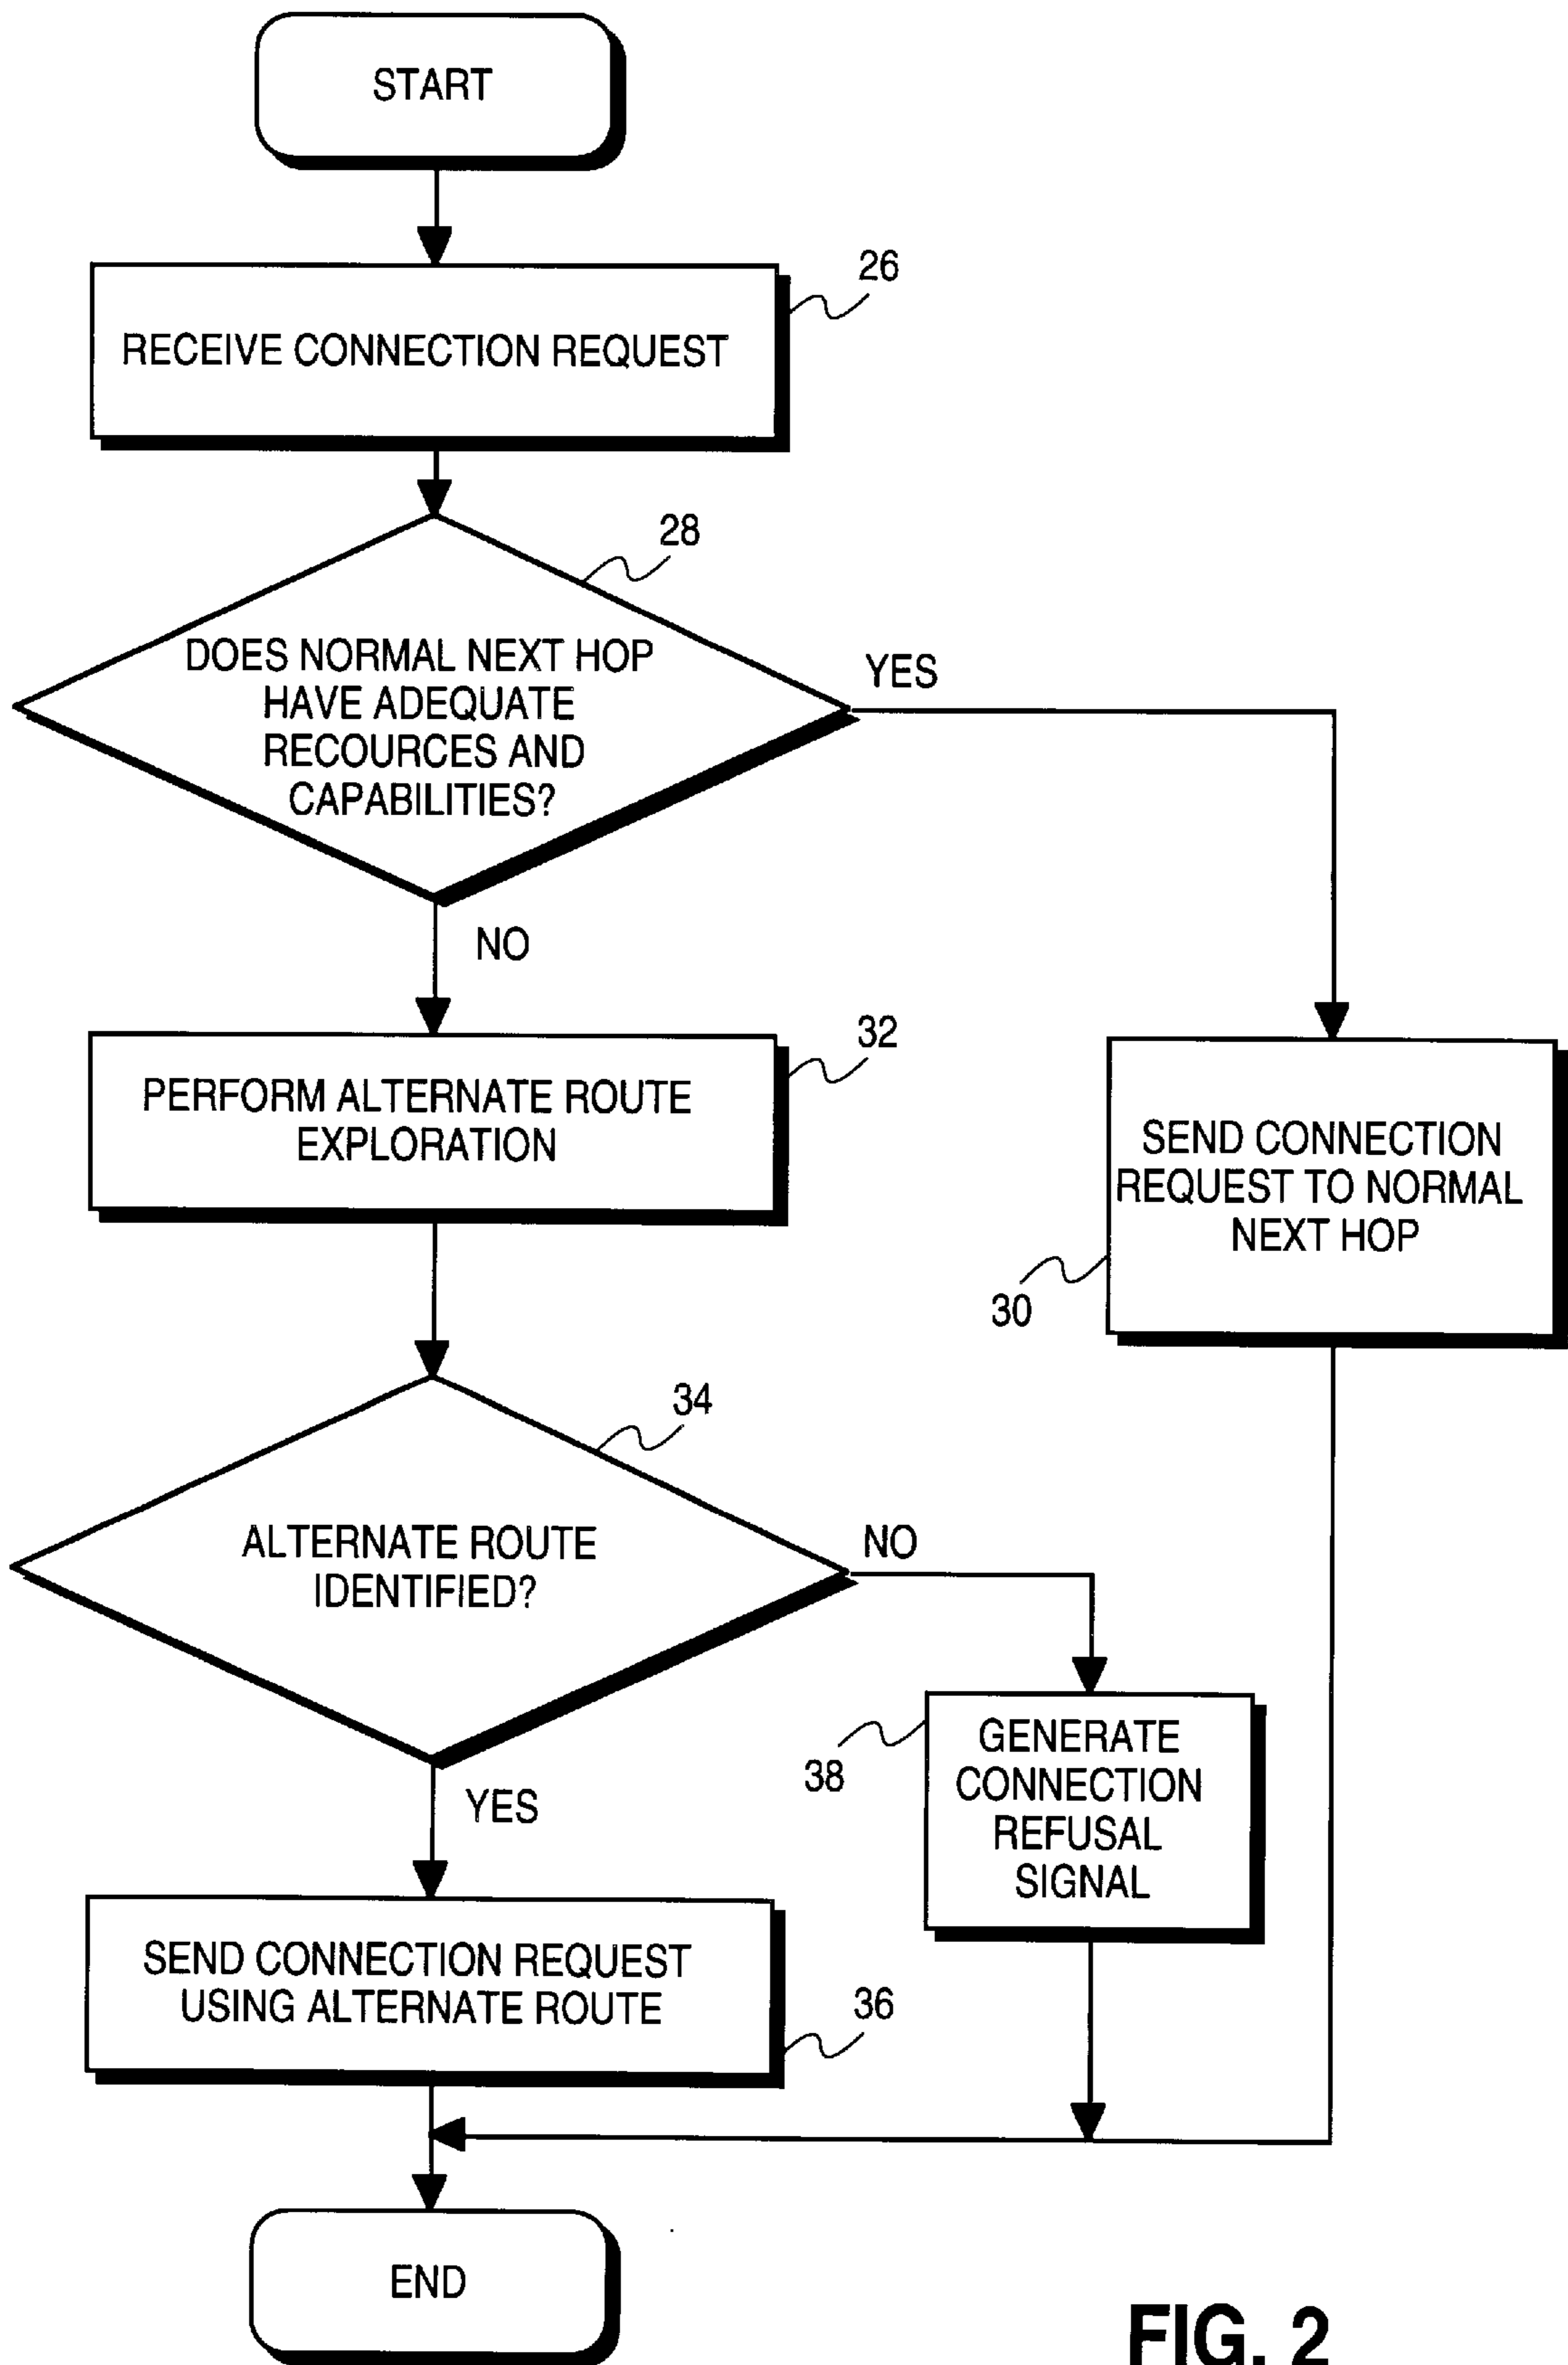 START
26
RECEIVE CONNECTION REQUEST
28
DOES NORMAL NEXT HOP
HAVE ADEQUATE
RECOURCES AND
CAPABILITIES?
YES
NO
32
PERFORM ALTERNATE ROUTE
EXPLORATION
SEND CONNECTION
REQUEST TO NORMAL
NEXT HOP
30
34
ALTERNATE ROUTE
IDENTIFIED?
NO
GENERATE
CONNECTION
REFUSAL
SIGNAL
38
YES
SEND CONNECTION REQUEST
USING ALTERNATE ROUTE
36
END
FIG. 2